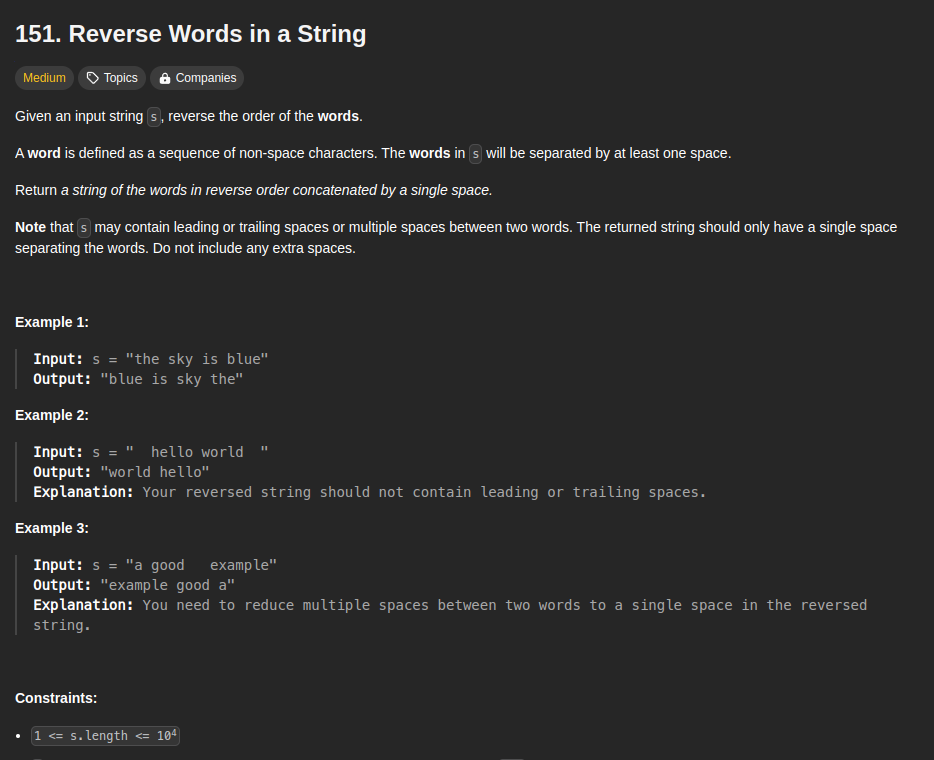 151. Reverse Words in a String
Medium Topics Companies
Given an input string s, reverse the order of the words.
A word is defined as a sequence of non-space characters. The words in s will be separated by at least one space.
Return a string of the words in reverse order concatenated by a single space.
Note that s may contain leading or trailing spaces or multiple spaces between two words. The returned string should only have a single space
separating the words. Do not include any extra spaces.
Example 1:
Input: s = "the sky is blue"
Output: "blue is sky the"
Example 2:
Input: s = "  hello world  "
Output: "world hello"
Explanation: Your reversed string should not contain leading or trailing spaces.
Example 3:
Input: s = "a good   example"
Output: "example good a"
Explanation: You need to reduce multiple spaces between two words to a single space in the reversed
string.
Constraints:
• 1 <= s.length <= 10⁴